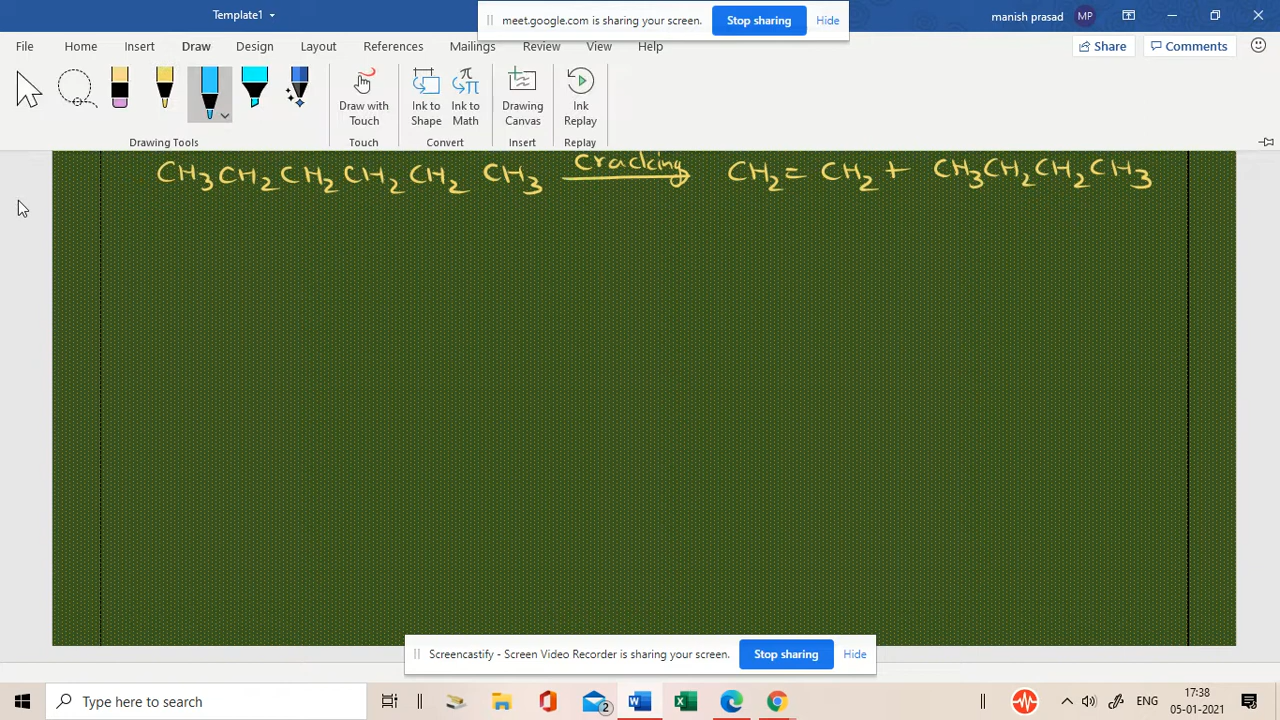 Template1
meet.google.com is sharing your screen. Stop sharing Hide
manish prasad MP
File Home Insert Draw Design Layout References Mailings Review View Help Share Comments
Draw with Touch
Ink to Shape
Ink to Math
Drawing Canvas
Ink Replay
Drawing Tools Touch Convert Insert Replay
CH3CH2CH2CH2CH2 CH3 Cracking CH2= CH2 + CH3CH2CH2CH3
Screencastify - Screen Video Recorder is sharing your screen. Stop sharing Hide
Type here to search
2
ENG
17:38
05-01-2021